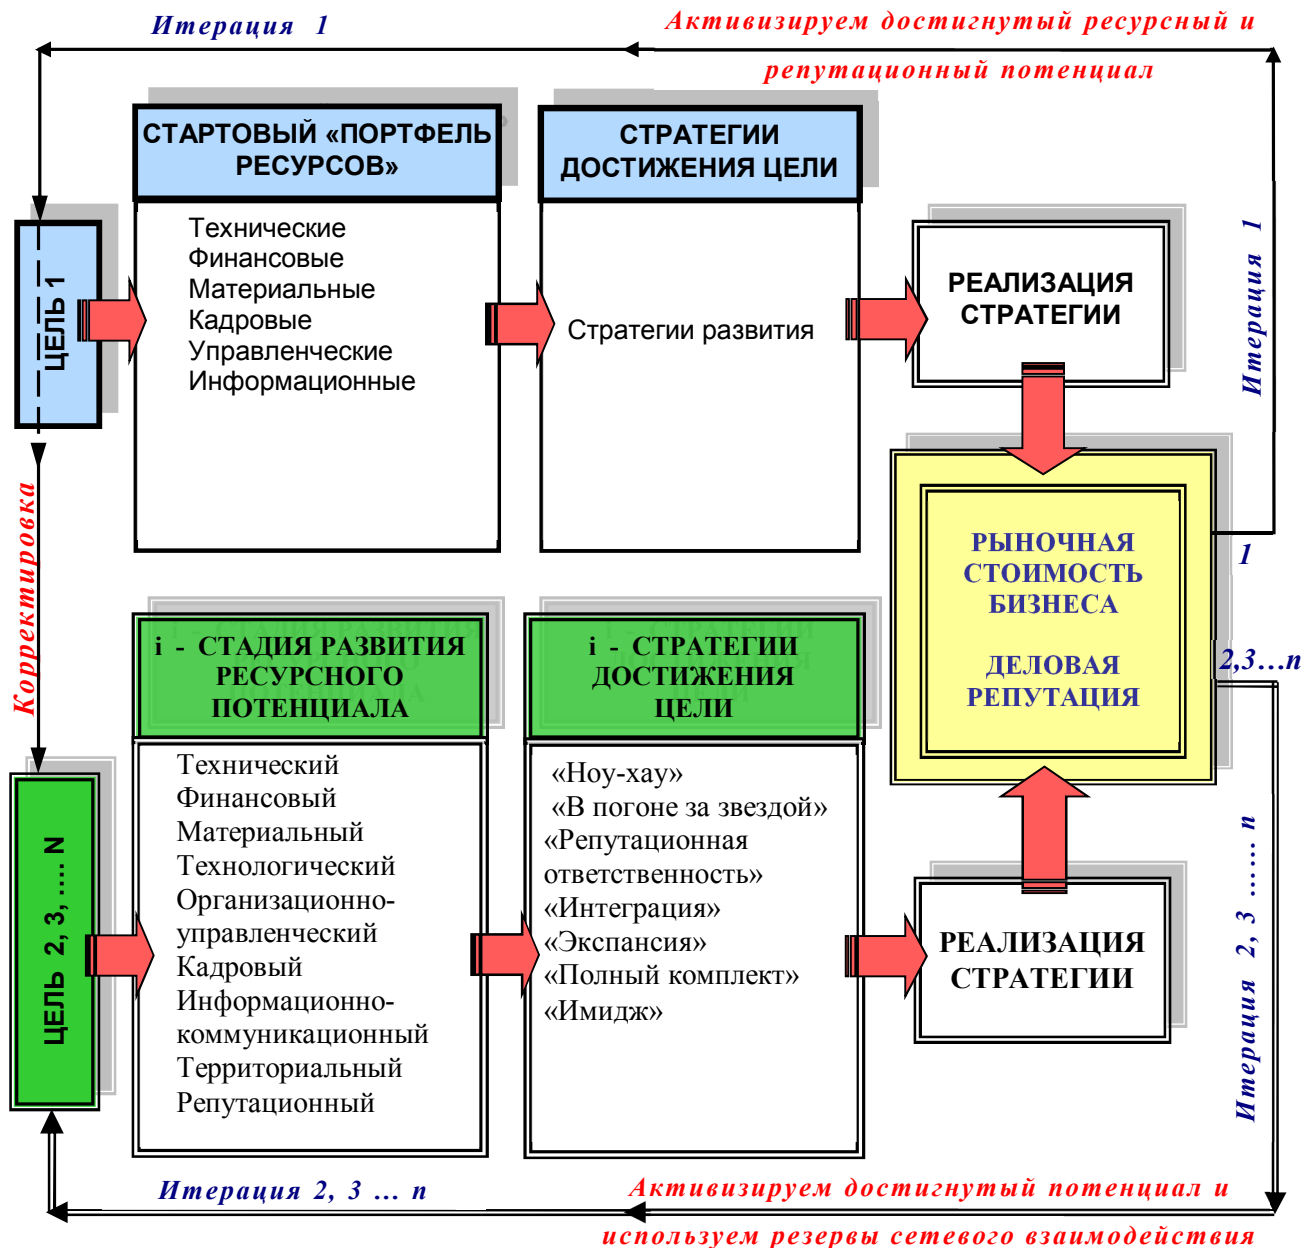 Итерация 1
Активизируем достигнутый ресурсный и
репутационный потенциал
СТАРТОВЫЙ «ПОРТФЕЛЬ
РЕСУРСОВ»
СТРАТЕГИИ
ДОСТИЖЕНИЯ ЦЕЛИ
ЦЕЛЬ 1
Технические
Финансовые
Материальные
Кадровые
Управленческие
Информационные
Стратегии развития
РЕАЛИЗАЦИЯ
СТРАТЕГИИ
Итерация 1
Корректировка
РЫНОЧНАЯ
СТОИМОСТЬ
БИЗНЕСА
ДЕЛОВАЯ
РЕПУТАЦИЯ
1
2,3...n
i - СТАДИЯ РАЗВИТИЯ
РЕСУРСНОГО
ПОТЕНЦИАЛА
i - СТРАТЕГИИ
ДОСТИЖЕНИЯ
ЦЕЛИ
ЦЕЛЬ 2, 3, .... N
Технический
Финансовый
Материальный
Технологический
Организационно-
управленческий
Кадровый
Информационно-
коммуникационный
Территориальный
Репутационный
«Ноу-хау»
«В погоне за звездой»
«Репутационная
ответственность»
«Интеграция»
«Экспансия»
«Полный комплект»
«Имидж»
РЕАЛИЗАЦИЯ
СТРАТЕГИИ
Итерация 2, 3 ...... n
Итерация 2, 3 ... n
Активизируем достигнутый потенциал и
используем резервы сетевого взаимодействия